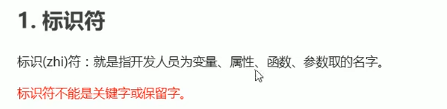 1. 标识符
标识(zhi)符：就是指开发人员为变量、属性、函数、参数取的名字。
标识符不能是关键字或保留字。